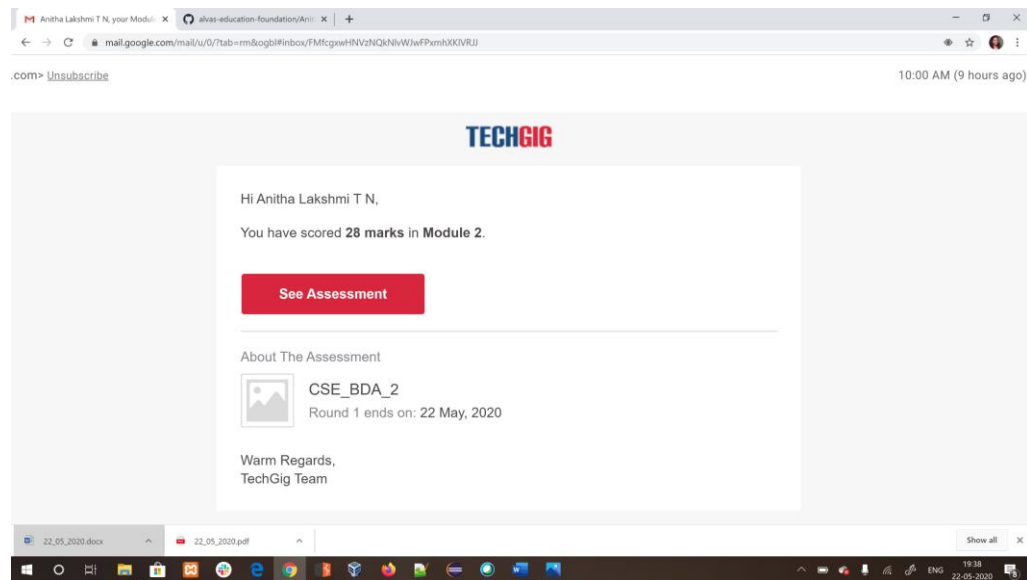 Anitha Lakshmi T N, your Modul
alvas-education-foundation/Anit
mail.google.com/mail/u/0/?tab=rm&ogbl#inbox/FMfcgxwHNVzNQkNlvWJwFPxmhXKlVRJJ
.com> Unsubscribe
10:00 AM (9 hours ago)
TECHGIG
Hi Anitha Lakshmi T N,
You have scored 28 marks in Module 2.
See Assessment
About The Assessment
CSE_BDA_2
Round 1 ends on: 22 May, 2020
Warm Regards,
TechGig Team
22_05_2020.docx
22_05_2020.pdf
Show all
ENG
19:38
22-05-2020